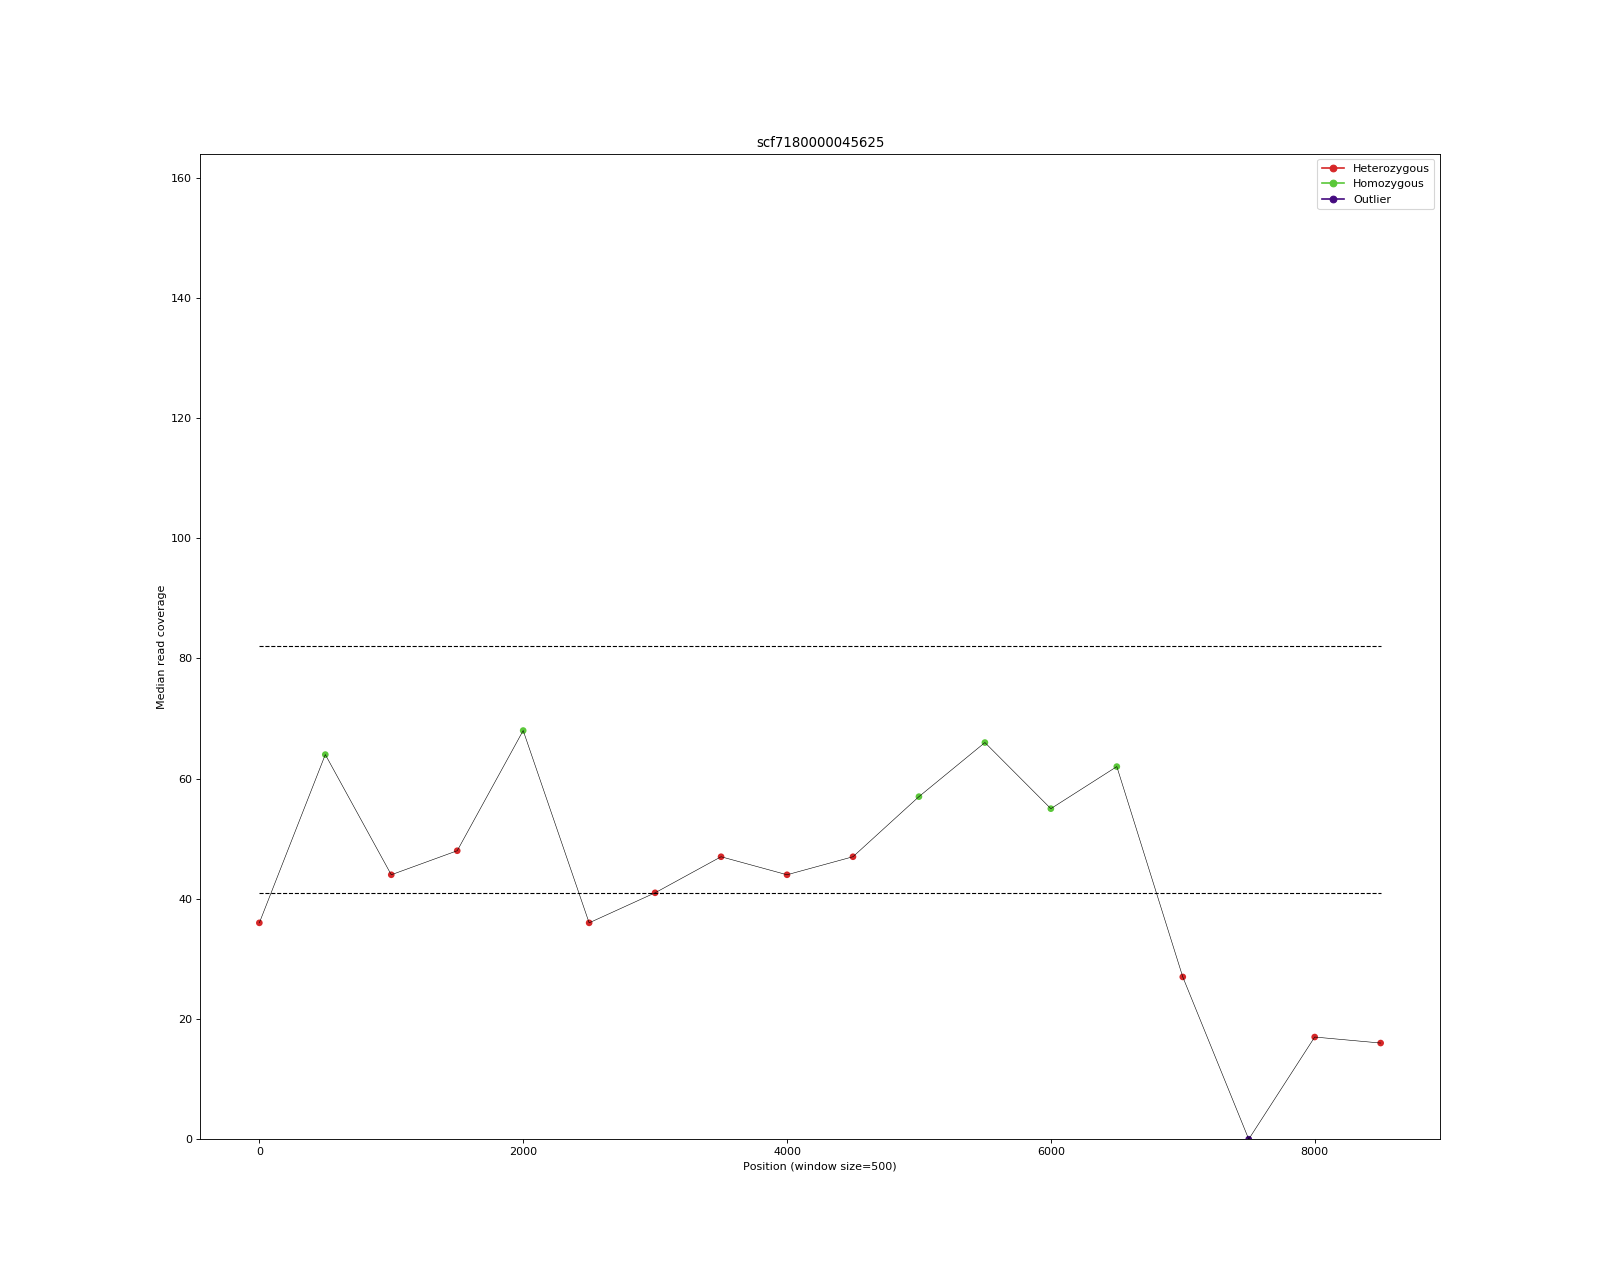 scf7180000045625
Heterozygous
Homozygous
Outlier
160
140
120
100
80
60
40
20
0
Median read coverage
0 2000 4000 6000 8000
Position (window size=500)